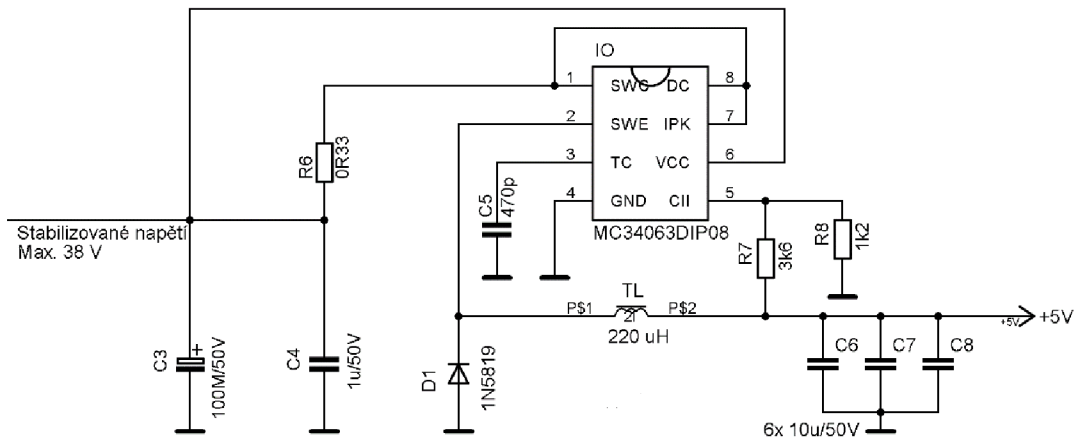 IO
1
SWC
DC
8
2
SWE
IPK
7
3
TC
VCC
6
4
GND
CII
5
MC34063DIP08
R6
0R33
C5
470p
Stabilizované napětí
Max. 38 V
R7
3k6
R8
1k2
P$1
TL
P$2
220 uH
+5V
+5V
C3
+
100M/50V
C4
1u/50V
D1
1N5819
C6
C7
C8
6x 10u/50V